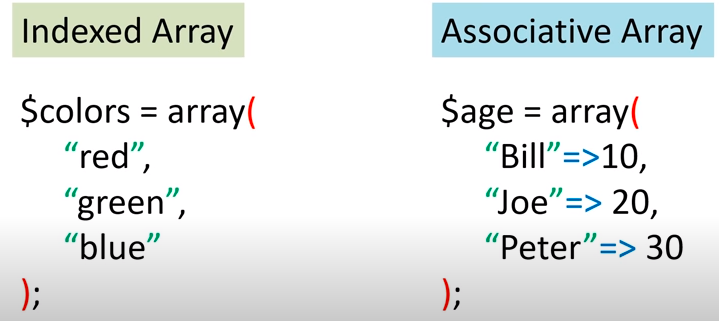 Indexed Array
$colors = array(
“red”,
“green”,
“blue”
);
Associative Array
$age = array(
“Bill”=>10,
“Joe”=> 20,
“Peter”=> 30
);